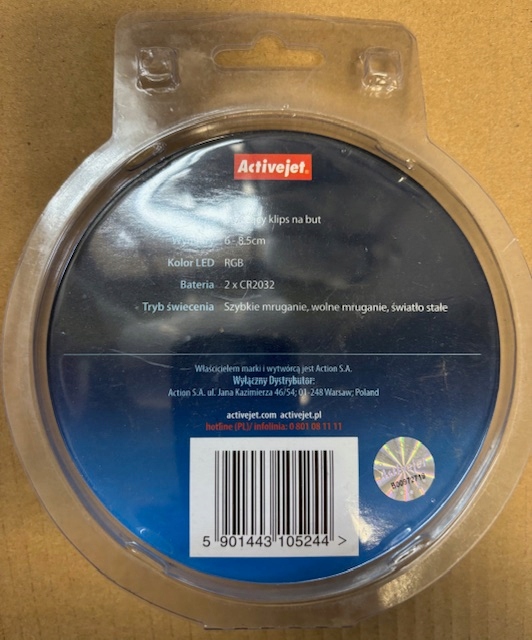 Activejet®
klips na but
6 - 8.5cm
Kolor LED RGB
Bateria 2 x CR2032
Tryb świecenia Szybkie mruganie, wolne mruganie, światło stałe
Właścicielem marki i wytwórcą jest Action S.A.
Wyłączny Dystrybutor:
Action S.A. ul. Jana Kazimierza 46/54; 01-248 Warsaw; Poland
activejet.com activejet.pl
hotline (PL)/ infolinia: 0 801 08 11 11
5 901443 105244 >